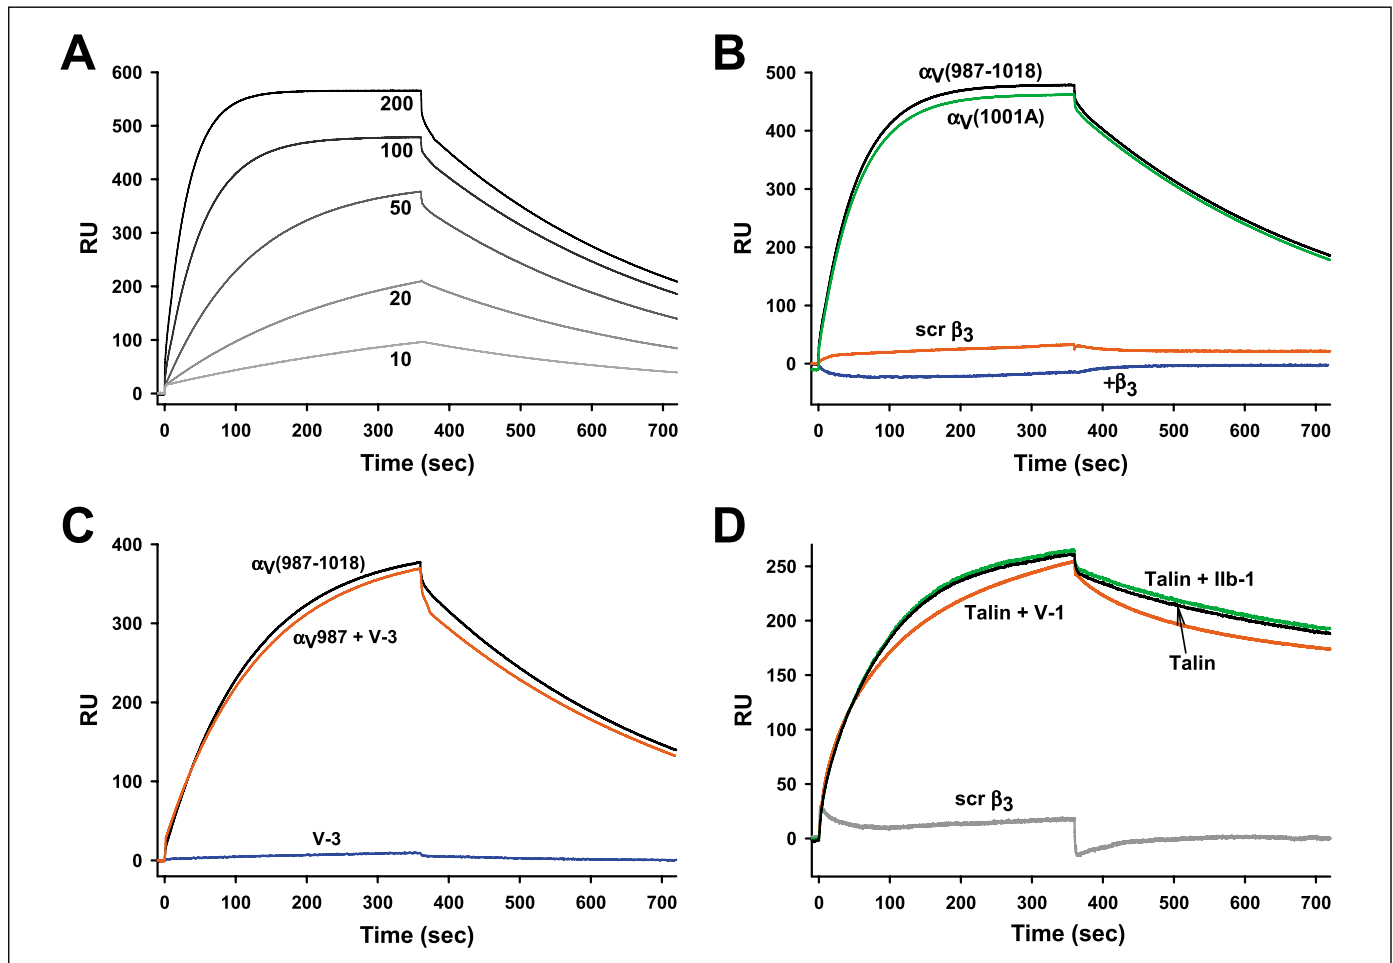 A
600
500
400
300
200
100
0
RU
200
100
50
20
10
0 100 200 300 400 500 600 700
Time (sec)
B
500
400
300
200
100
0
RU
αV(987-1018)
αV(1001A)
scr β3
+β3
0 100 200 300 400 500 600 700
Time (sec)
C
400
300
200
100
0
RU
αV(987-1018)
αV987 + V-3
V-3
0 100 200 300 400 500 600 700
Time (sec)
D
250
200
150
100
50
0
RU
Talin + IIb-1
Talin + V-1
Talin
scr β3
0 100 200 300 400 500 600 700
Time (sec)